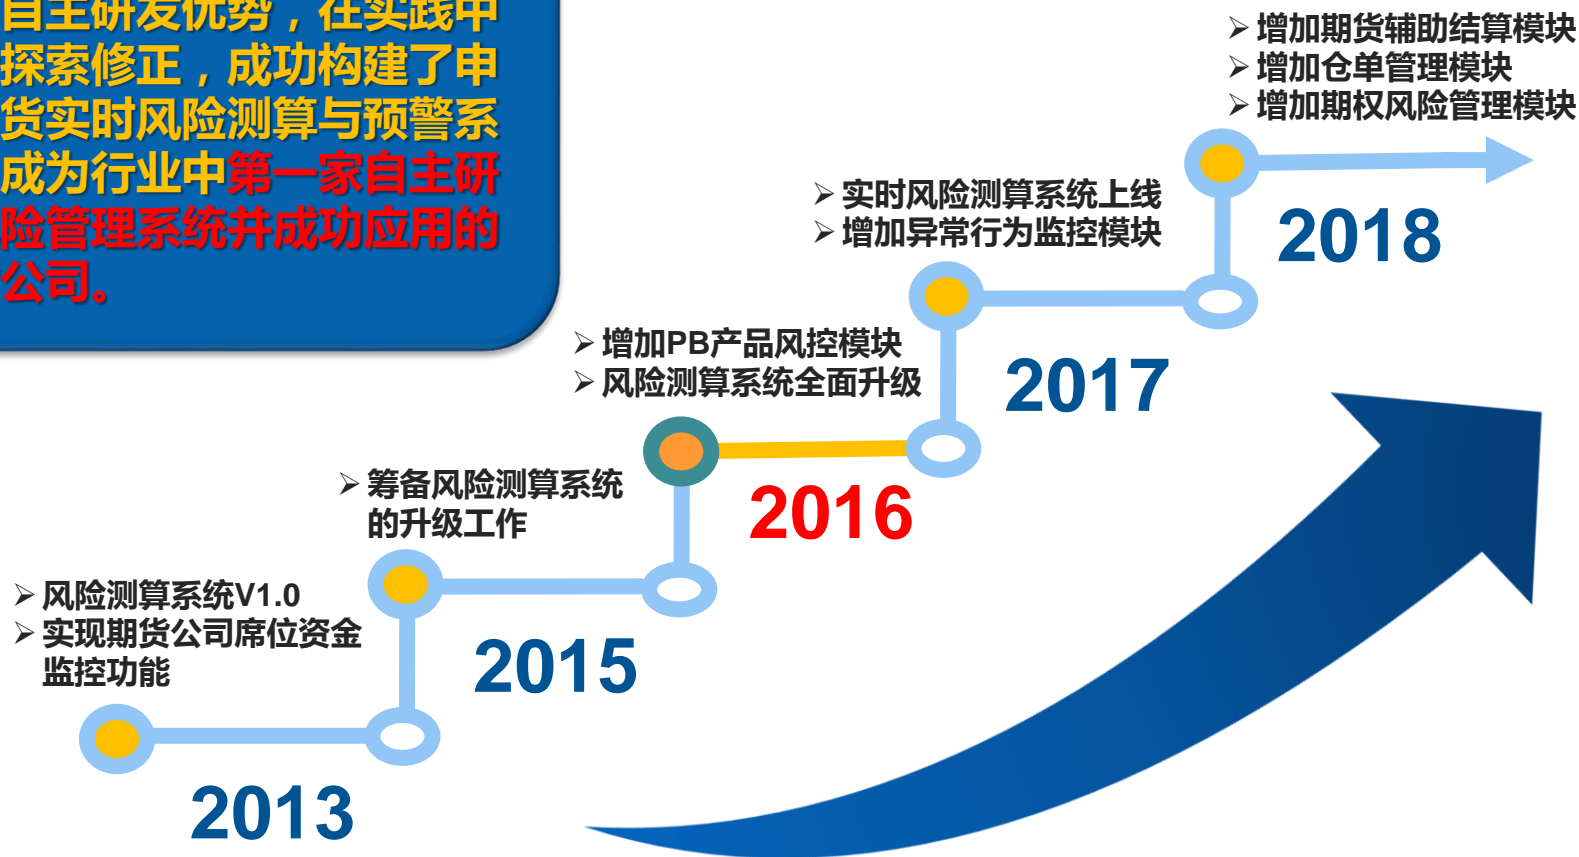 自主研发优势，在实践中
探索修正，成功构建了申
货实时风险测算与预警系
成为行业中第一家自主研
险管理系统并成功应用的
公司。
➢ 增加期货辅助结算模块
➢ 增加仓单管理模块
➢ 增加期权风险管理模块
2018
➢ 实时风险测算系统上线
➢ 增加异常行为监控模块
2017
➢ 增加PB产品风控模块
➢ 风险测算系统全面升级
2016
➢ 筹备风险测算系统
的升级工作
2015
➢ 风险测算系统V1.0
➢ 实现期货公司席位资金
监控功能
2013